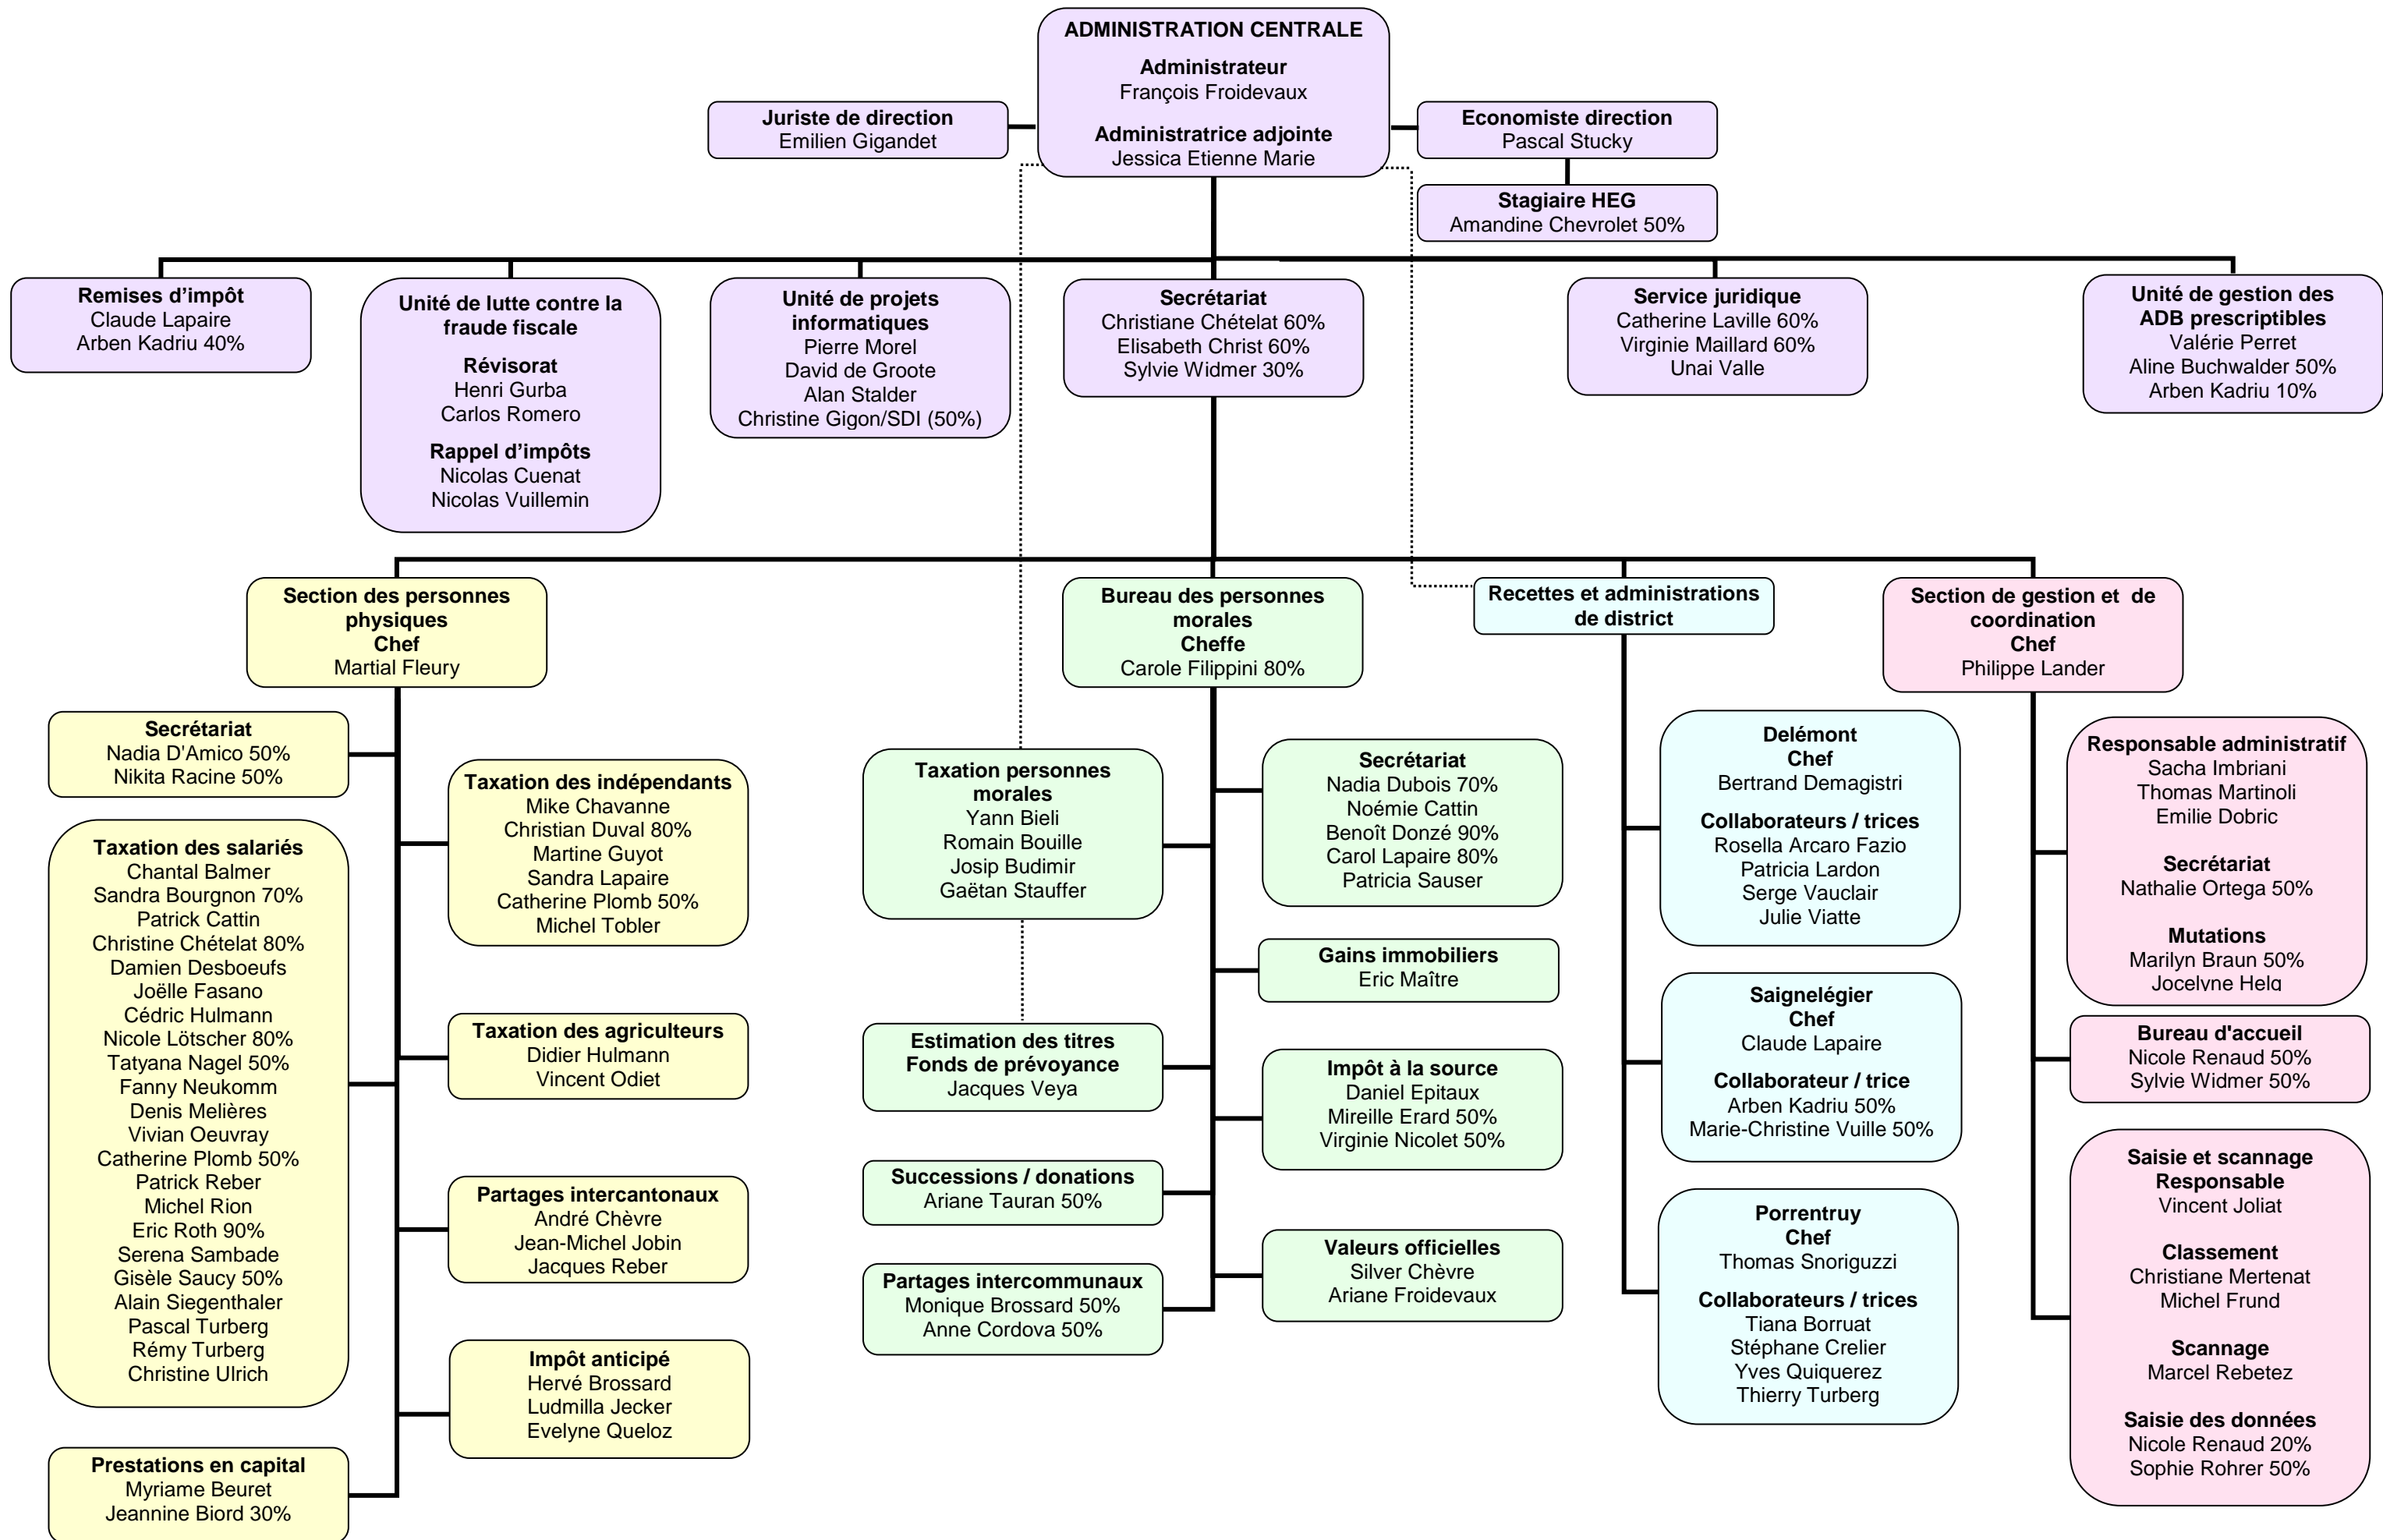 ADMINISTRATION CENTRALE
Administrateur
François Froidevaux
Administratrice adjointe
Jessica Etienne Marie
Juriste de direction
Emilien Gigandet
Economiste direction
Pascal Stucky
Stagiaire HEG
Amandine Chevrolet 50%
Remises d’impôt
Claude Lapaire
Arben Kadriu 40%
Unité de lutte contre la
fraude fiscale
Révisorat
Henri Gurba
Carlos Romero
Rappel d’impôts
Nicolas Cuenat
Nicolas Vuillemin
Unité de projets
informatiques
Pierre Morel
David de Groote
Alan Stalder
Christine Gigon/SDI (50%)
Secrétariat
Christiane Chételat 60%
Elisabeth Christ 60%
Sylvie Widmer 30%
Service juridique
Catherine Laville 60%
Virginie Maillard 60%
Unai Valle
Unité de gestion des
ADB prescriptibles
Valérie Perret
Aline Buchwalder 50%
Arben Kadriu 10%
Section des personnes
physiques
Chef
Martial Fleury
Secrétariat
Nadia D'Amico 50%
Nikita Racine 50%
Taxation des salariés
Chantal Balmer
Sandra Bourgnon 70%
Patrick Cattin
Christine Chételat 80%
Damien Desboeufs
Joëlle Fasano
Cédric Hulmann
Nicole Lötscher 80%
Tatyana Nagel 50%
Fanny Neukomm
Denis Melières
Vivian Oeuvray
Catherine Plomb 50%
Patrick Reber
Michel Rion
Eric Roth 90%
Serena Sambade
Gisèle Saucy 50%
Alain Siegenthaler
Pascal Turberg
Rémy Turberg
Christine Ulrich
Prestations en capital
Myriame Beuret
Jeannine Biord 30%
Taxation des indépendants
Mike Chavanne
Christian Duval 80%
Martine Guyot
Sandra Lapaire
Catherine Plomb 50%
Michel Tobler
Taxation des agriculteurs
Didier Hulmann
Vincent Odiet
Partages intercantonaux
André Chèvre
Jean-Michel Jobin
Jacques Reber
Impôt anticipé
Hervé Brossard
Ludmilla Jecker
Evelyne Queloz
Bureau des personnes
morales
Cheffe
Carole Filippini 80%
Taxation personnes
morales
Yann Bieli
Romain Bouille
Josip Budimir
Gaëtan Stauffer
Estimation des titres
Fonds de prévoyance
Jacques Veya
Successions / donations
Ariane Tauran 50%
Partages intercommunaux
Monique Brossard 50%
Anne Cordova 50%
Secrétariat
Nadia Dubois 70%
Noémie Cattin
Benoît Donzé 90%
Carol Lapaire 80%
Patricia Sauser
Gains immobiliers
Eric Maître
Impôt à la source
Daniel Epitaux
Mireille Erard 50%
Virginie Nicolet 50%
Valeurs officielles
Silver Chèvre
Ariane Froidevaux
Recettes et administrations
de district
Delémont
Chef
Bertrand Demagistri
Collaborateurs / trices
Rosella Arcaro Fazio
Patricia Lardon
Serge Vauclair
Julie Viatte
Saignelégier
Chef
Claude Lapaire
Collaborateur / trice
Arben Kadriu 50%
Marie-Christine Vuille 50%
Porrentruy
Chef
Thomas Snoriguzzi
Collaborateurs / trices
Tiana Borruat
Stéphane Crelier
Yves Quiquerez
Thierry Turberg
Section de gestion et de
coordination
Chef
Philippe Lander
Responsable administratif
Sacha Imbriani
Thomas Martinoli
Emilie Dobric
Secrétariat
Nathalie Ortega 50%
Mutations
Marilyn Braun 50%
Jocelyne Helg
Bureau d'accueil
Nicole Renaud 50%
Sylvie Widmer 50%
Saisie et scannage
Responsable
Vincent Joliat
Classement
Christiane Mertenat
Michel Frund
Scannage
Marcel Rebetez
Saisie des données
Nicole Renaud 20%
Sophie Rohrer 50%